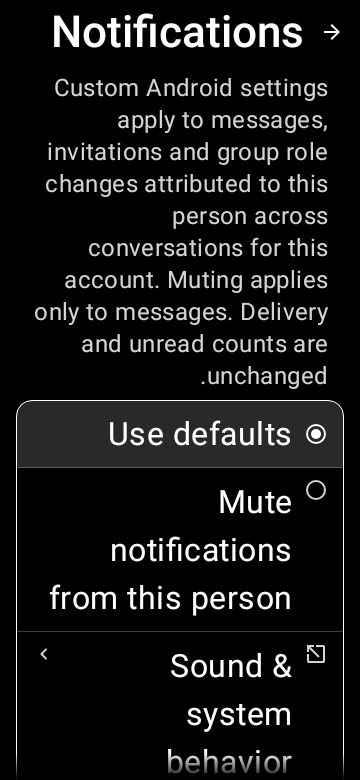 Notifications
Custom Android settings
apply to messages,
invitations and group role
changes attributed to this
person across
conversations for this
account. Muting applies
only to messages. Delivery
and unread counts are
.unchanged
Use defaults
Mute
notifications
from this person
Sound &
system
behavior